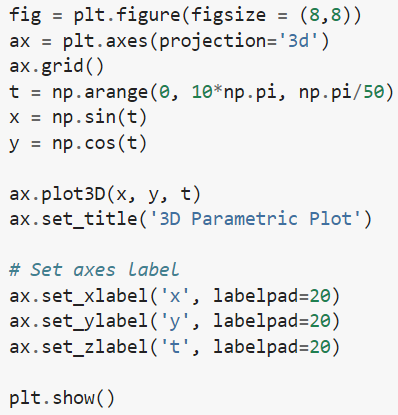 fig = plt.figure(figsize = (8,8))
ax = plt.axes(projection='3d')
ax.grid()
t = np.arange(0, 10*np.pi, np.pi/50)
x = np.sin(t)
y = np.cos(t)

ax.plot3D(x, y, t)
ax.set_title('3D Parametric Plot')

# Set axes label
ax.set_xlabel('x', labelpad=20)
ax.set_ylabel('y', labelpad=20)
ax.set_zlabel('t', labelpad=20)

plt.show()